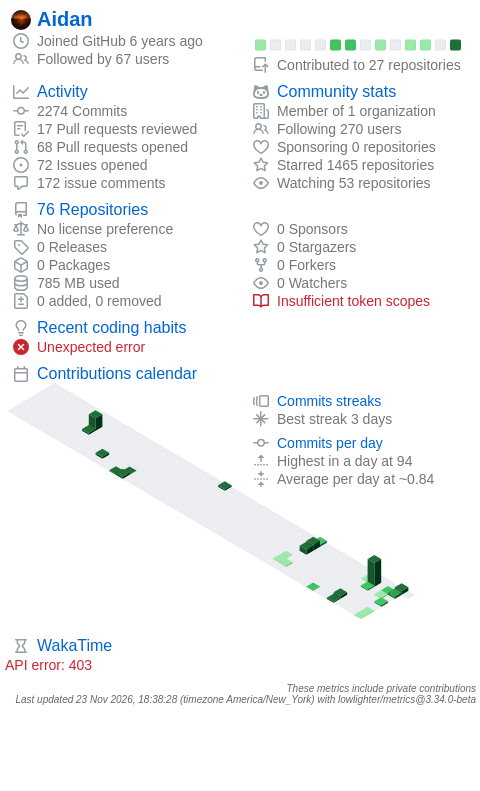 Aidan
Joined GitHub 6 years ago
Followed by 67 users
Contributed to 27 repositories
Activity
2274 Commits
17 Pull requests reviewed
68 Pull requests opened
72 Issues opened
172 issue comments
Community stats
Member of 1 organization
Following 270 users
Sponsoring 0 repositories
Starred 1465 repositories
Watching 53 repositories
76 Repositories
No license preference
0 Releases
0 Packages
785 MB used
0 added, 0 removed
0 Sponsors
0 Stargazers
0 Forkers
0 Watchers
Insufficient token scopes
Recent coding habits
Unexpected error
Contributions calendar
Commits streaks
Best streak 3 days
Commits per day
Highest in a day at 94
Average per day at ~0.84
WakaTime
API error: 403
These metrics include private contributions
Last updated 23 Nov 2026, 18:38:28 (timezone America/New_York) with lowlighter/metrics@3.34.0-beta